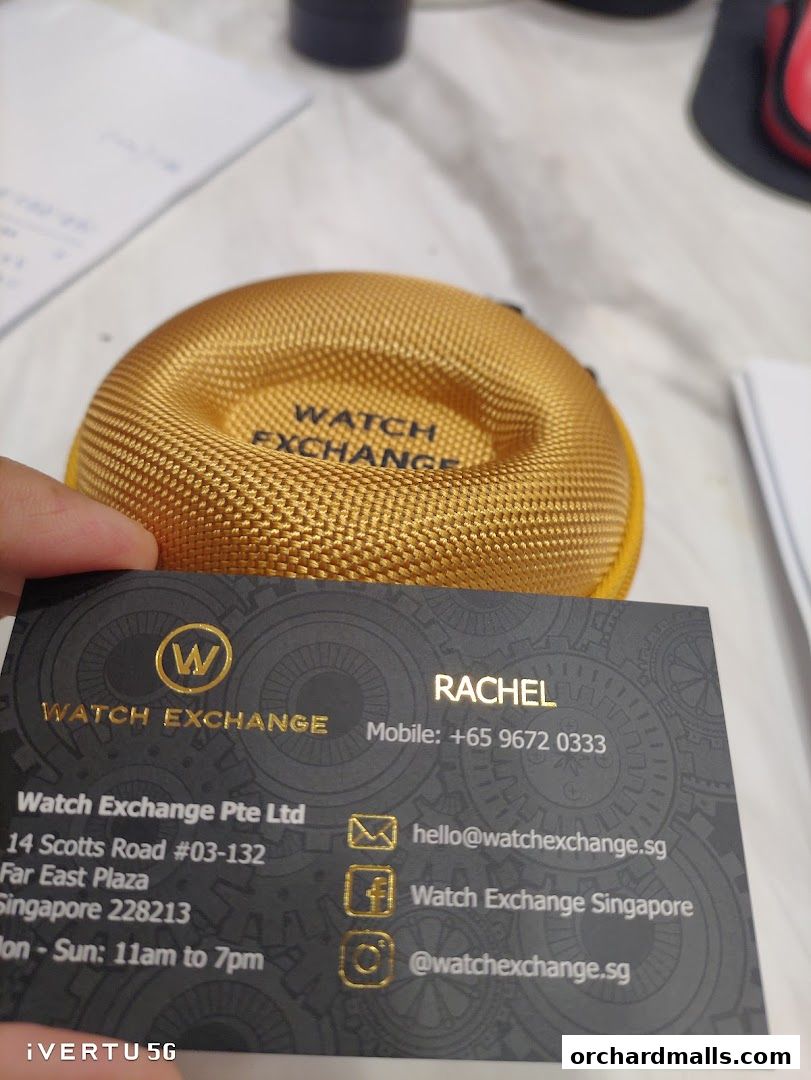 WATCH
EXCHANGE
W
WATCH EXCHANGE
RACHEL
Mobile: +65 9672 0333
Watch Exchange Pte Ltd
14 Scotts Road #03-132
Far East Plaza
Singapore 228213
- Sun: 11am to 7pm
hello@watchexchange.sg
Watch Exchange Singapore
@watchexchange.sg
iVERTU 5G
orchardmalls.com